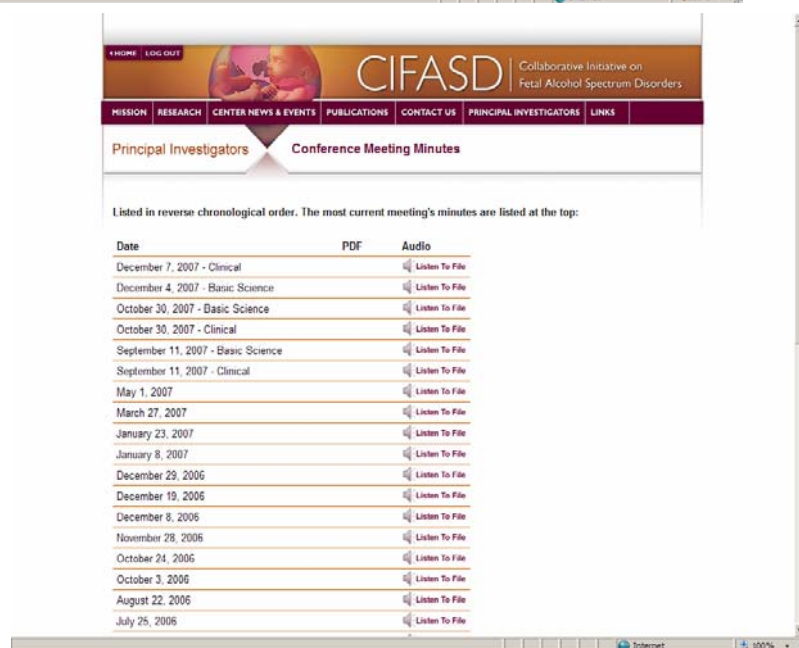 HOME LOG OUT
CIFASD Collaborative Initiative on
Fetal Alcohol Spectrum Disorders
MISSION RESEARCH CENTER NEWS & EVENTS PUBLICATIONS CONTACT US PRINCIPAL INVESTIGATORS LINKS
Principal Investigators Conference Meeting Minutes
Listed in reverse chronological order. The most current meeting's minutes are listed at the top:
Date PDF Audio
December 7, 2007 - Clinical Listen To File
December 4, 2007 - Basic Science Listen To File
October 30, 2007 - Basic Science Listen To File
October 30, 2007 - Clinical Listen To File
September 11, 2007 - Basic Science Listen To File
September 11, 2007 - Clinical Listen To File
May 1, 2007 Listen To File
March 27, 2007 Listen To File
January 23, 2007 Listen To File
January 8, 2007 Listen To File
December 29, 2006 Listen To File
December 19, 2006 Listen To File
December 8, 2006 Listen To File
November 28, 2006 Listen To File
October 24, 2006 Listen To File
October 3, 2006 Listen To File
August 22, 2006 Listen To File
July 25, 2006 Listen To File
Internet 100%